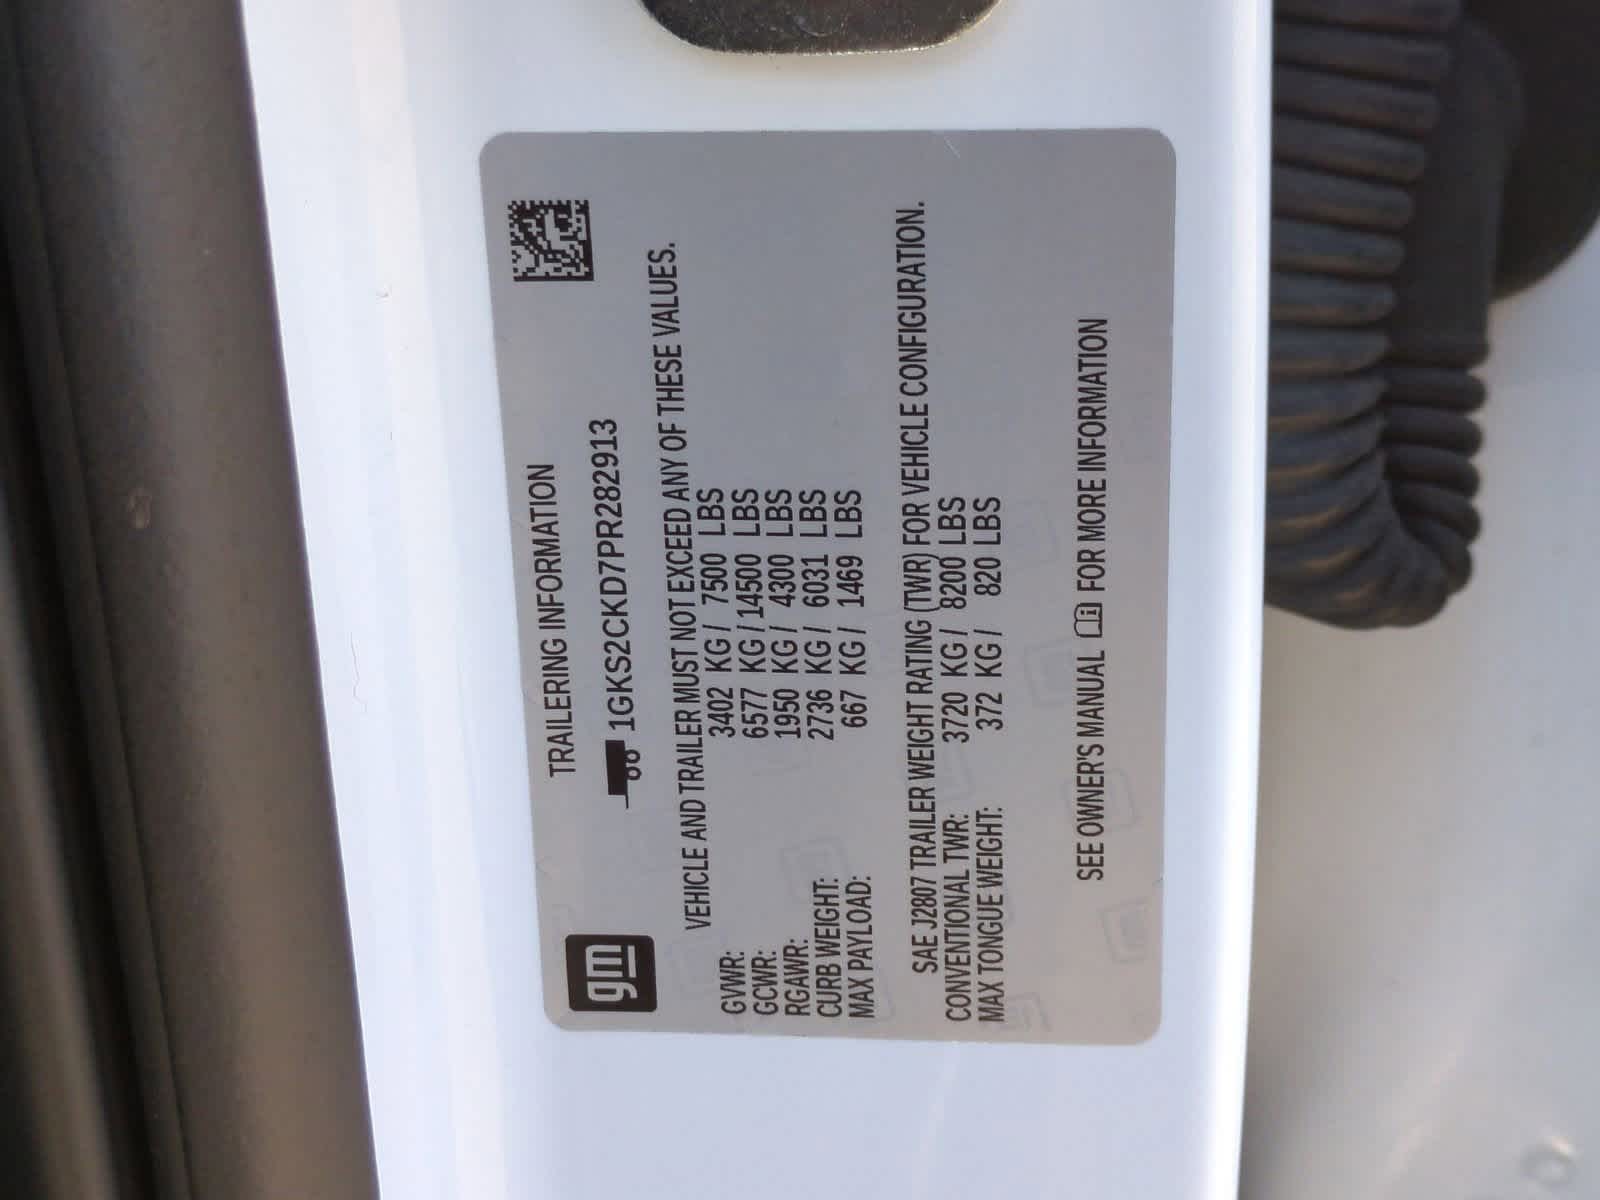 gm
TRAILERING INFORMATION
1GKS2CKD7PR282913
VEHICLE AND TRAILER MUST NOT EXCEED ANY OF THESE VALUES.
GVWR: 3402 KG / 7500 LBS
GCWR: 6577 KG / 14500 LBS
RGAWR: 1950 KG / 4300 LBS
CURB WEIGHT: 2736 KG / 6031 LBS
MAX PAYLOAD: 667 KG / 1469 LBS
SAE J2807 TRAILER WEIGHT RATING (TWR) FOR VEHICLE CONFIGURATION.
CONVENTIONAL TWR: 3720 KG / 8200 LBS
MAX TONGUE WEIGHT: 372 KG / 820 LBS
SEE OWNER'S MANUAL FOR MORE INFORMATION